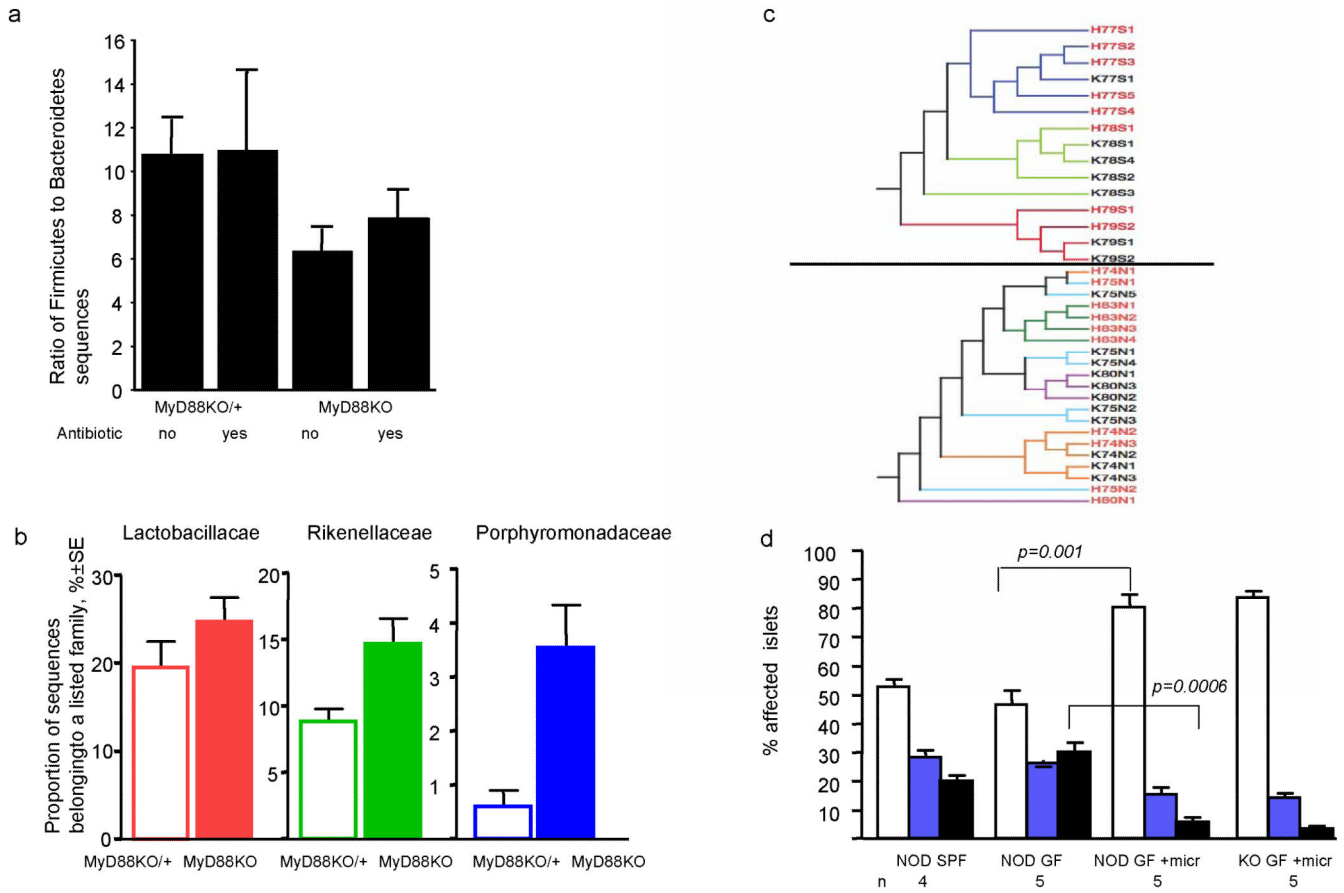 a
16
14
12
10
8
6
4
2
0
Ratio of Firmicutes to Bacteroidetes
sequences
MyD88KO/+ MyD88KO
Antibiotic no yes no yes
b
Lactobacillacae Rikenellaceae Porphyromonadaceae
Proportion of sequences
belongingto a listed family, %±SE
30
20
10
0
20
15
10
5
5
4
3
2
1
MyD88KO/+ MyD88KO MyD88KO/+ MyD88KO MyD88KO/+ MyD88KO
c
H77S1
H77S2
H77S3
K77S1
H77S5
H77S4
H78S1
K78S1
K78S4
K78S2
K78S3
H79S1
H79S2
K79S1
K79S2
H74N1
H75N1
K75N5
H83N1
H83N2
H83N3
H83N4
K75N1
K75N4
K80N1
K80N3
K80N2
K75N2
K75N3
H74N2
H74N3
K74N2
K74N1
K74N3
H75N2
H80N1
d
100
90
80
70
60
50
40
30
20
10
% affected islets
p=0.001
p=0.0006
NOD SPF NOD GF NOD GF +micr KO GF +micr
n 4 5 5 5